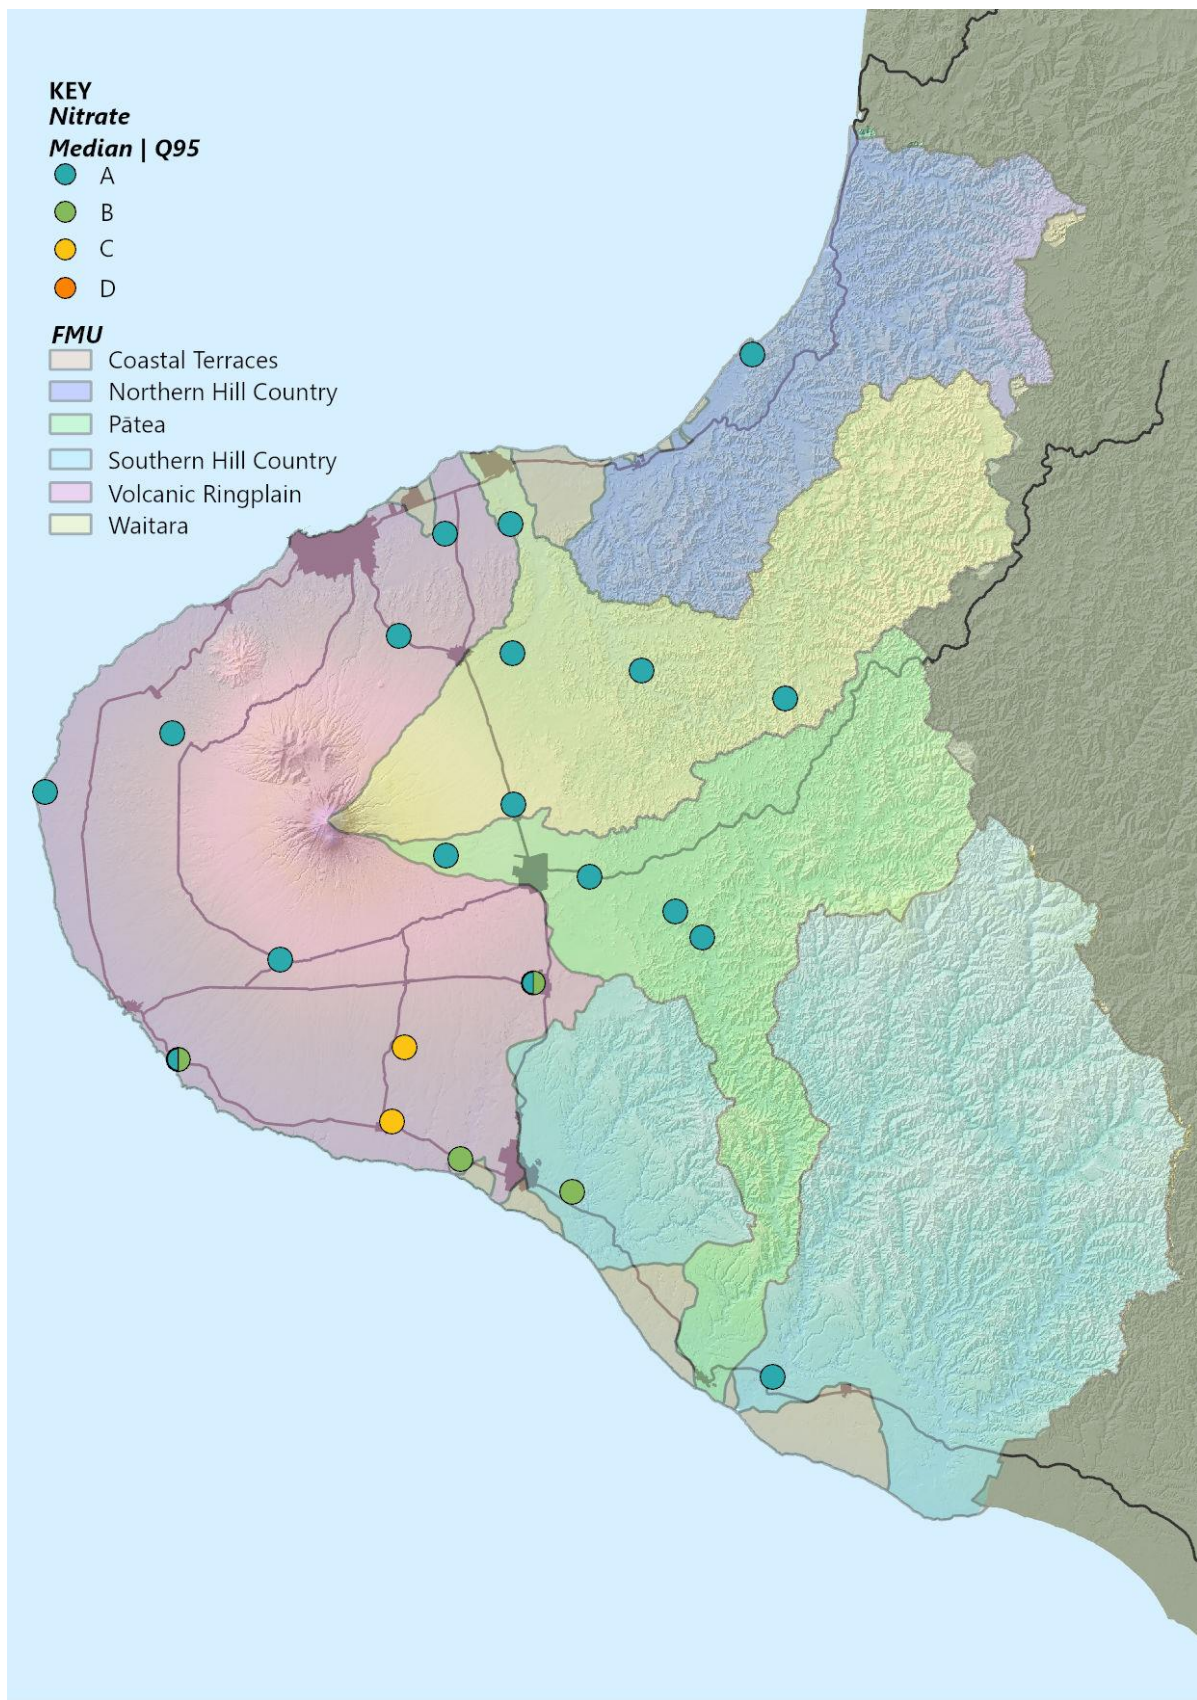 KEY
Nitrate
Median | Q95
A
B
C
D
FMU
Coastal Terraces
Northern Hill Country
Pātea
Southern Hill Country
Volcanic Ringplain
Waitara